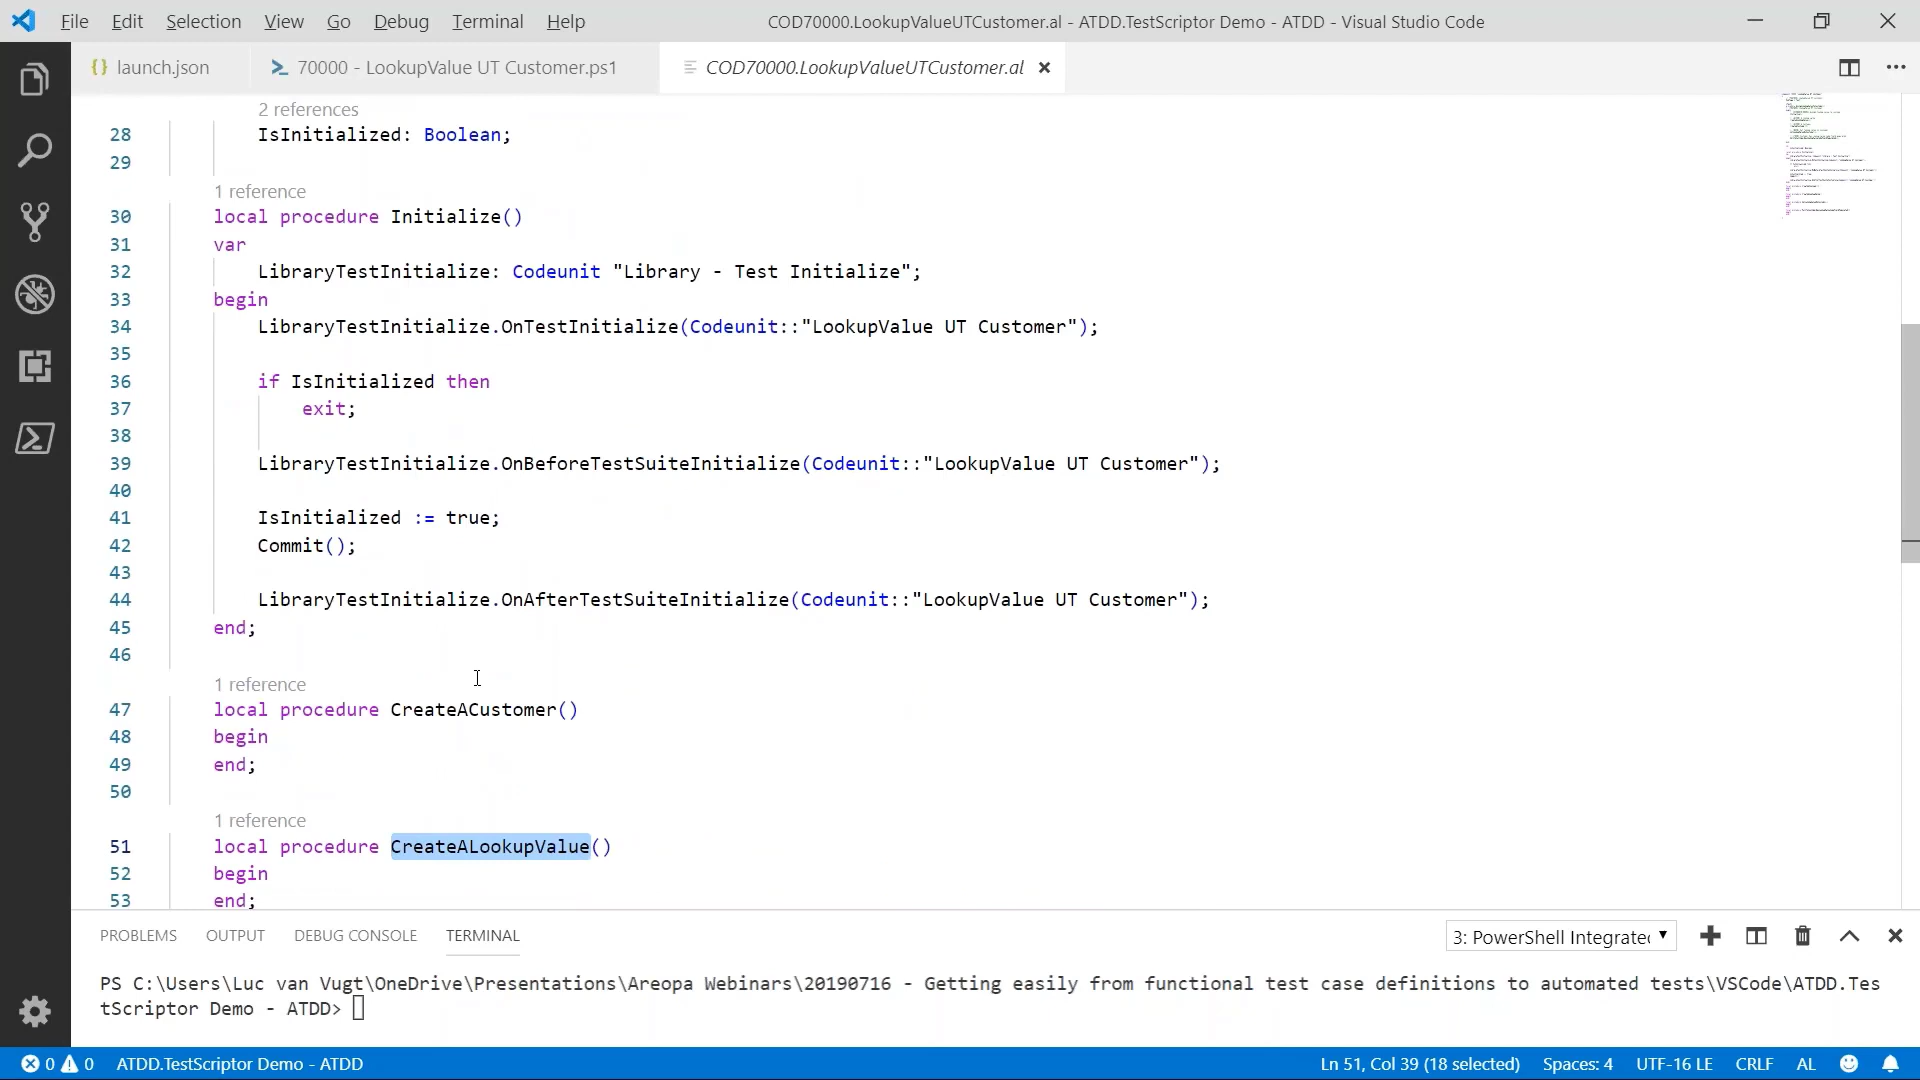 File Edit Selection View Go Debug Terminal Help COD70000.LookupValueUTCustomer.al - ATDD.TestScriptor Demo - ATDD - Visual Studio Code
{} launch.json 70000 - LookupValue UT Customer.ps1 COD70000.LookupValueUTCustomer.al
2 references
28 IsInitialized: Boolean;
29
1 reference
30 local procedure Initialize()
31 var
32 LibraryTestInitialize: Codeunit "Library - Test Initialize";
33 begin
34 LibraryTestInitialize.OnTestInitialize(Codeunit::"LookupValue UT Customer");
35
36 if IsInitialized then
37 exit;
38
39 LibraryTestInitialize.OnBeforeTestSuiteInitialize(Codeunit::"LookupValue UT Customer");
40
41 IsInitialized := true;
42 Commit();
43
44 LibraryTestInitialize.OnAfterTestSuiteInitialize(Codeunit::"LookupValue UT Customer");
45 end;
46
1 reference
47 local procedure CreateACustomer()
48 begin
49 end;
50
1 reference
51 local procedure CreateALookupValue()
52 begin
53 end;
PROBLEMS OUTPUT DEBUG CONSOLE TERMINAL 3: PowerShell Integrated
PS C:\Users\Luc van Vugt\OneDrive\Presentations\Areopa Webinars\20190716 - Getting easily from functional test case definitions to automated tests\VSCode\ATDD.Tes
tScriptor Demo - ATDD>
0 0 ATDD.TestScriptor Demo - ATDD Ln 51, Col 39 (18 selected) Spaces: 4 UTF-16 LE CRLF AL